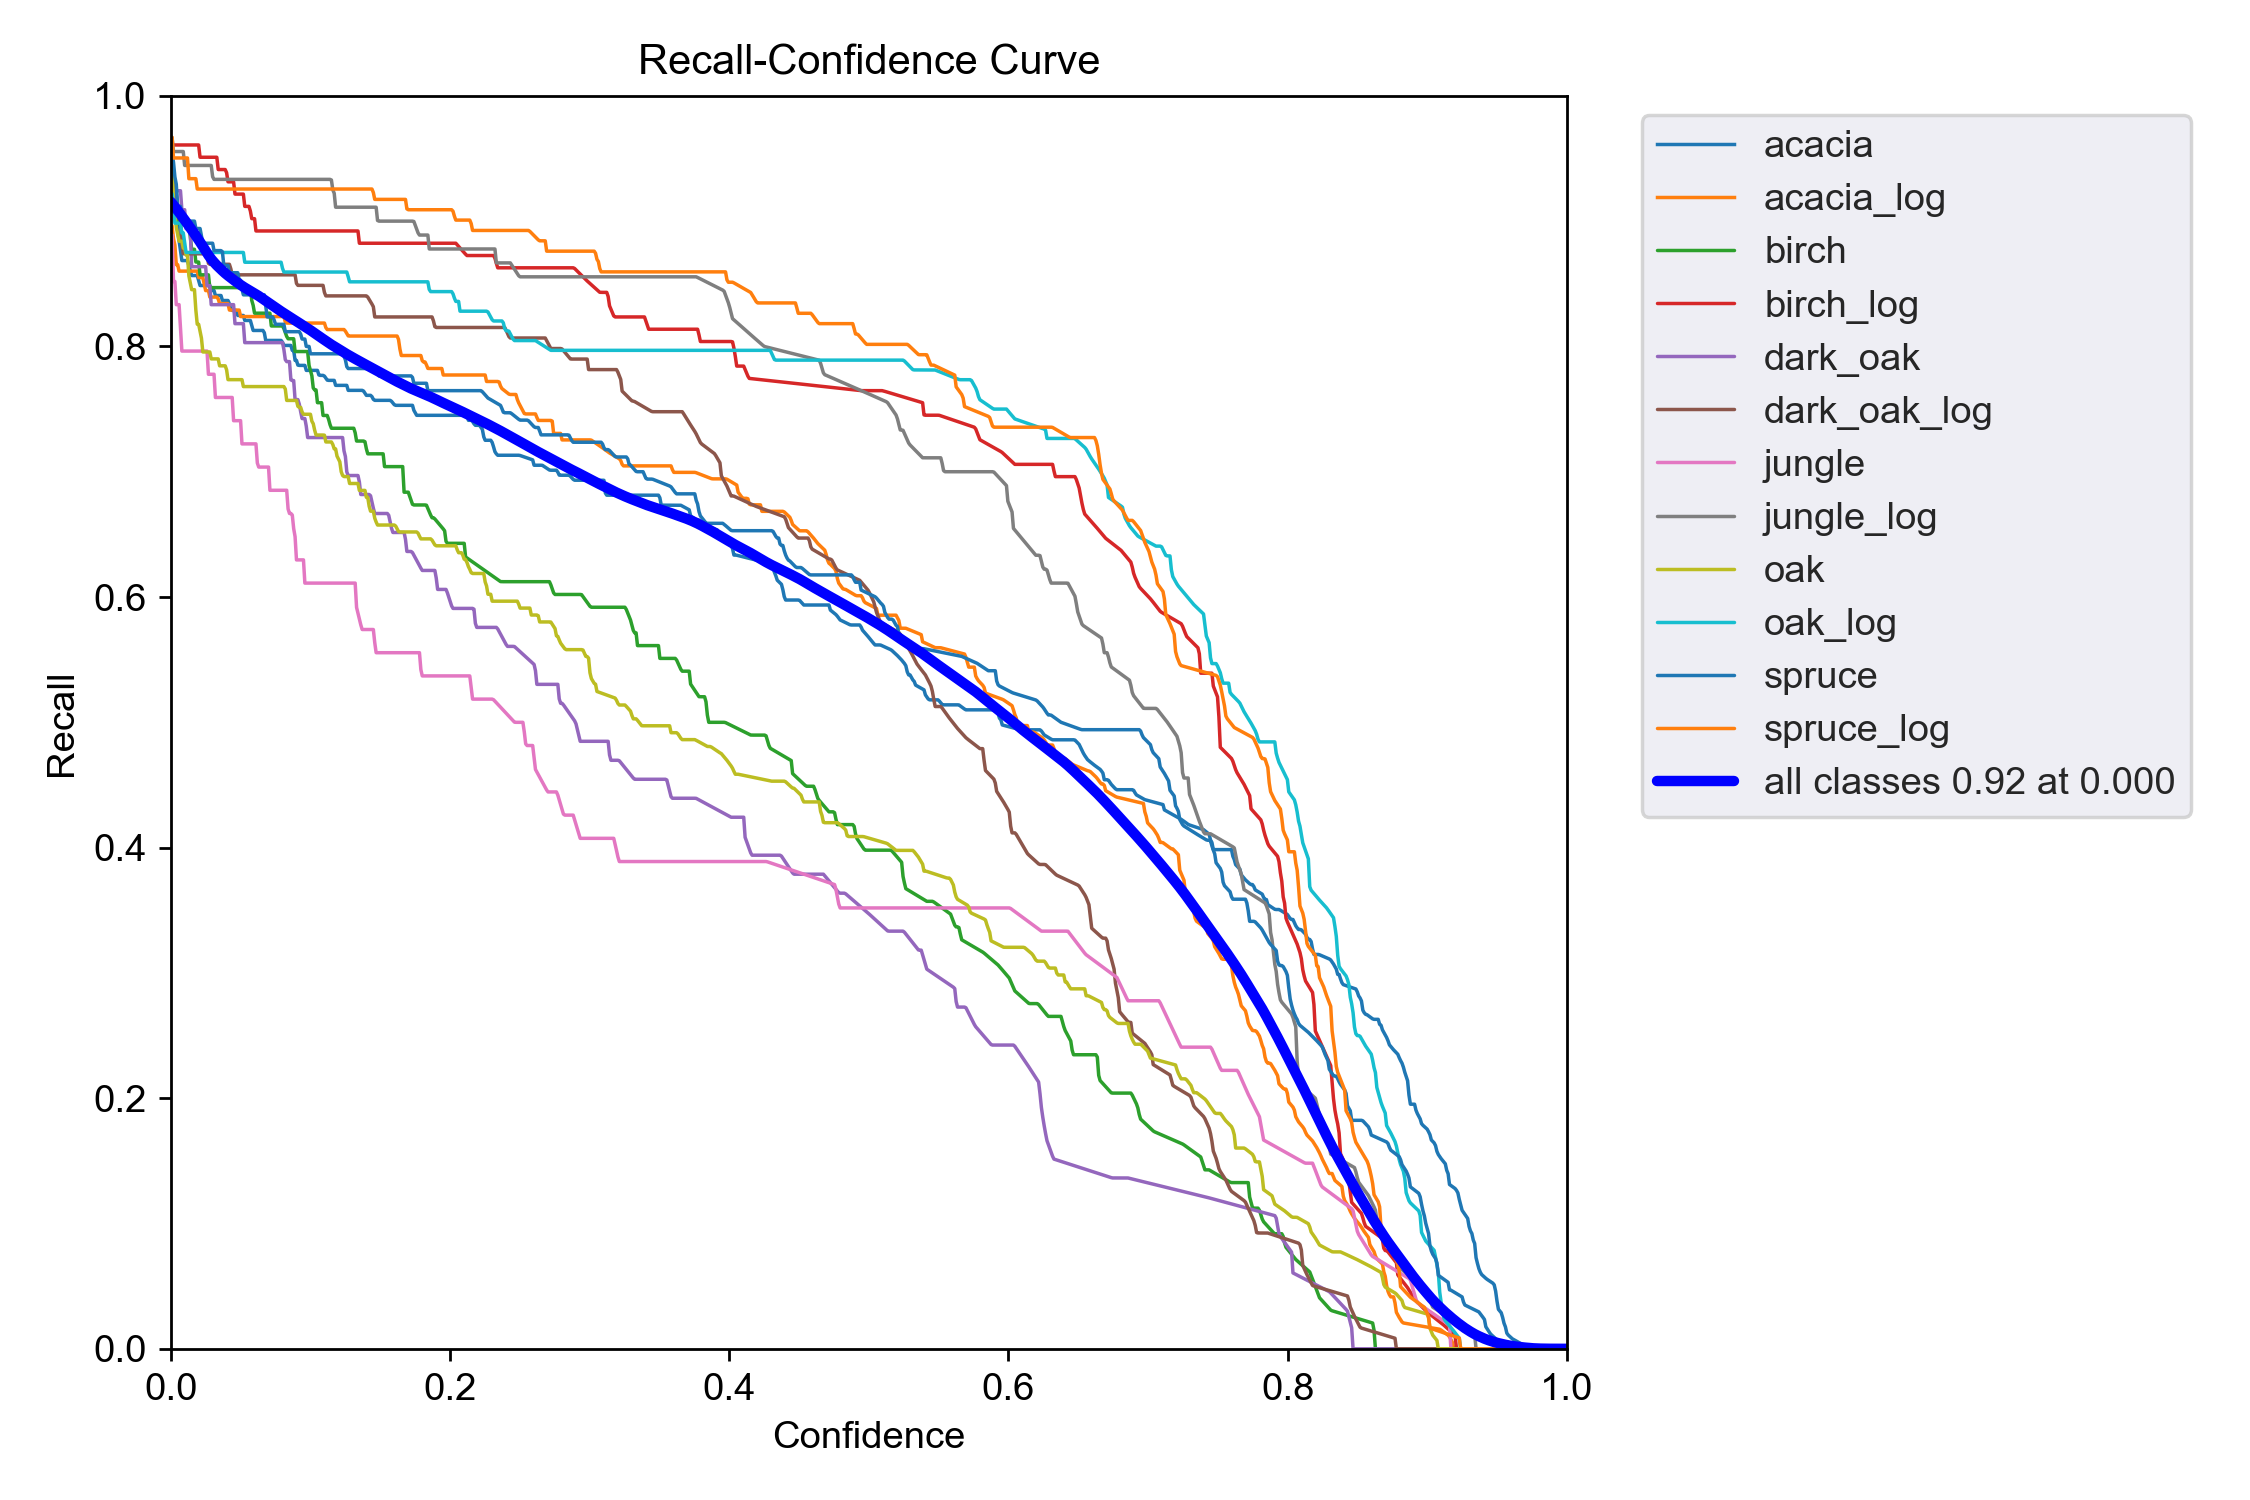 Recall-Confidence Curve
1.0
0.8
0.6
0.4
0.2
0.0
Recall
0.0 0.2 0.4 0.6 0.8 1.0
Confidence
acacia
acacia_log
birch
birch_log
dark_oak
dark_oak_log
jungle
jungle_log
oak
oak_log
spruce
spruce_log
all classes 0.92 at 0.000